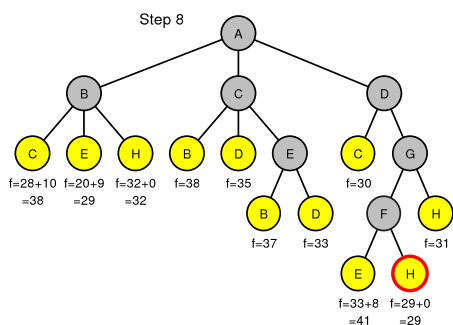 Step 8
A
B
C
D
C
E
H
B
D
E
C
G
f=28+10
=38
f=20+9
=29
f=32+0
=32
f=38
f=35
f=30
B
D
F
H
f=37
f=33
f=31
E
H
f=33+8
=41
f=29+0
=29